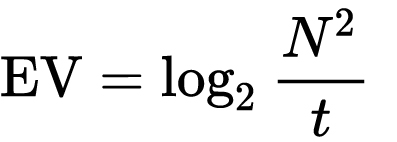 EV = log₂ N²/t